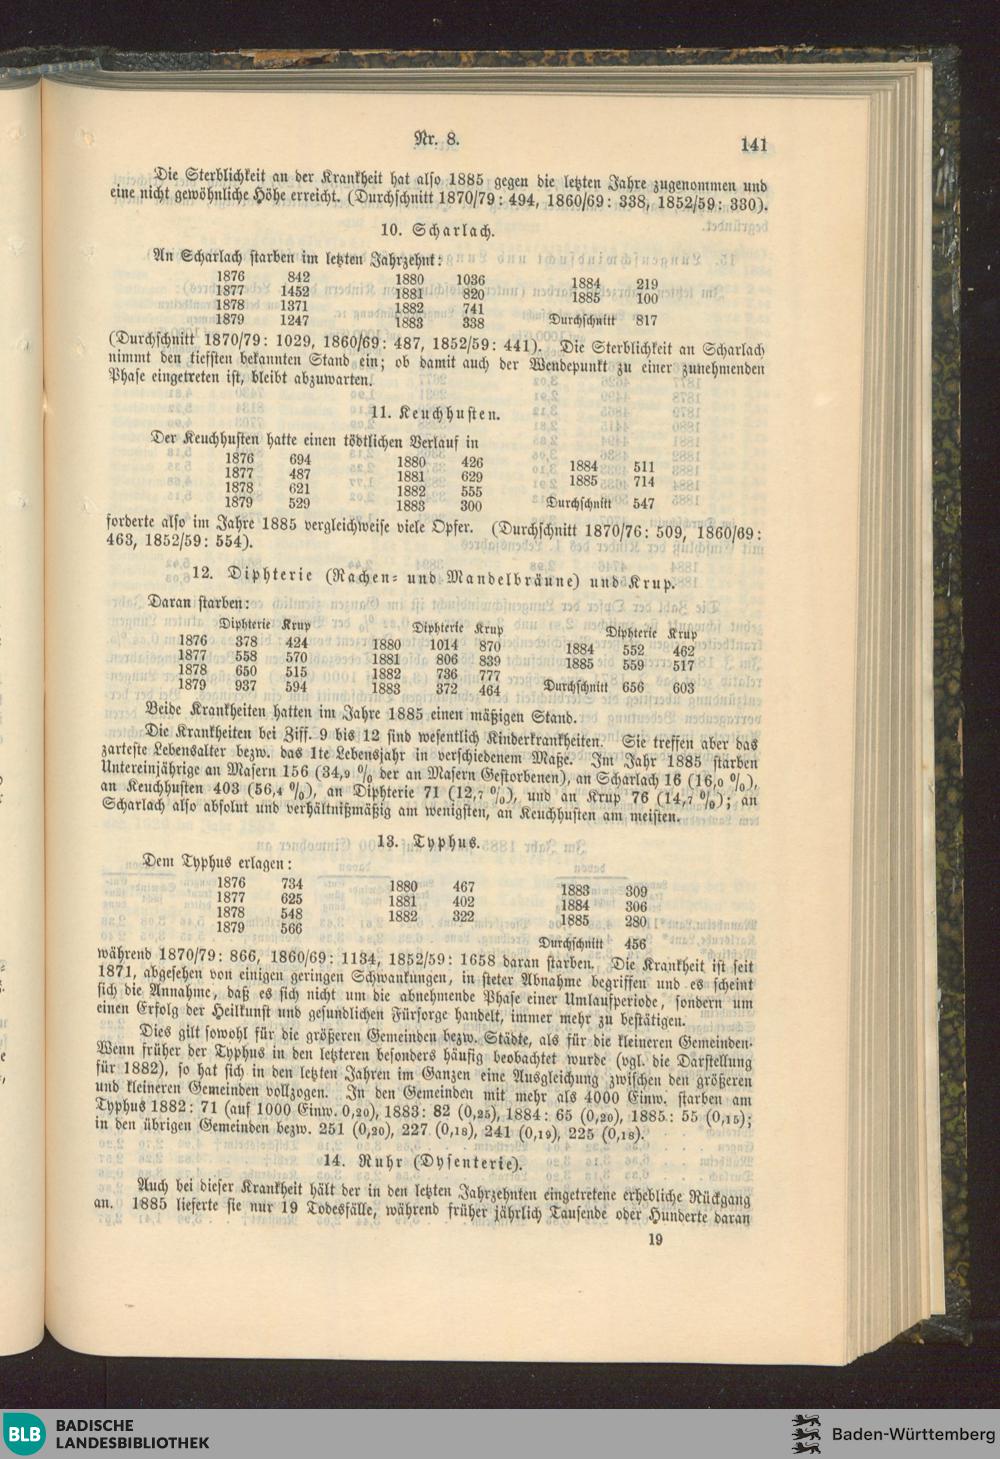 Nr. 8.
141
Die Sterblichkeit an der Krankheit hat also 1885 gegen die letzten Jahre zugenommen und
eine nicht gewöhnliche Höhe erreicht. (Durchschnitt 1870/79: 494, 1860/69: 338, 1852/59: 330).
10. Scharlach.
An Scharlach starben im letzten Jahrzehnt:
1876 842 1880 1036 1884 219
1877 1452 1881 820 1885 100
1878 1371 1882 741
1879 1247 1883 338 Durchschnitt 817
(Durchschnitt 1870/79: 1029, 1860/69: 487, 1852/59: 441). Die Sterblichkeit an Scharlach
nimmt den tiefsten bekannten Stand ein; ob damit auch der Wendepunkt zu einer zunehmenden
Phase eingetreten ist, bleibt abzuwarten.
11. Keuchhusten.
Der Keuchhusten hatte einen tödtlichen Verlauf in
1876 694 1880 426 1884 511
1877 487 1881 629 1885 714
1878 621 1882 555
1879 529 1883 300 Durchschnitt 547
forderte also im Jahre 1885 vergleichweise viele Opfer. (Durchschnitt 1870/76: 509, 1860/69:
463, 1852/59: 554).
12. Diphterie (Rachen- und Mandelbräune) und Krup.
Daran starben:
Diphterie Krup Diphterie Krup Diphterie Krup
1876 378 424 1880 1014 870 1884 552 462
1877 558 570 1881 806 839 1885 559 517
1878 650 515 1882 736 777
1879 937 594 1883 372 464 Durchschnitt 656 603
Beide Krankheiten hatten im Jahre 1885 einen mäßigen Stand.
Die Krankheiten bei Ziff. 9 bis 12 sind wesentlich Kinderkrankheiten. Sie treffen aber das
zarteste Lebensalter bezw. das 1te Lebensjahr in verschiedenem Maße. Im Jahr 1885 starben
Untereinjährige an Masern 156 (34,9 % der an Masern Gestorbenen), an Scharlach 16 (16,0 %),
an Keuchhusten 403 (56,4 %), an Diphterie 71 (12,7 %), und an Krup 76 (14,7 %); an
Scharlach also absolut und verhältnißmäßig am wenigsten, an Keuchhusten am meisten.
13. Typhus.
Dem Typhus erlagen:
1876 734 1880 467 1883 309
1877 625 1881 402 1884 306
1878 548 1882 322 1885 280
1879 566
Durchschnitt 456
während 1870/79: 866, 1860/69: 1134, 1852/59: 1658 daran starben. Die Krankheit ist seit
1871, abgesehen von einigen geringen Schwankungen, in steter Abnahme begriffen und es scheint
sich die Annahme, daß es sich nicht um die abnehmende Phase einer Umlaufperiode, sondern um
einen Erfolg der Heilkunst und gesundlichen Fürsorge handelt, immer mehr zu bestätigen.
Dies gilt sowohl für die größeren Gemeinden bezw. Städte, als für die kleineren Gemeinden.
Wenn früher der Typhus in den letzteren besonders häufig beobachtet wurde (vgl. die Darstellung
für 1882), so hat sich in den letzten Jahren im Ganzen eine Ausgleichung zwischen den größeren
und kleineren Gemeinden vollzogen. In den Gemeinden mit mehr als 4000 Einw. starben am
Typhus 1882: 71 (auf 1000 Einw. 0,20), 1883: 82 (0,25), 1884: 65 (0,20), 1885: 55 (0,15);
in den übrigen Gemeinden bezw. 251 (0,20), 227 (0,18), 241 (0,19), 225 (0,18).
14. Ruhr (Dysenterie).
Auch bei dieser Krankheit hält der in den letzten Jahrzehnten eingetretene erhebliche Rückgang
an. 1885 lieferte sie nur 19 Todesfälle, während früher jährlich Tausende oder Hunderte daran
19
BLB BADISCHE
LANDESBIBLIOTHEK
Baden-Württemberg